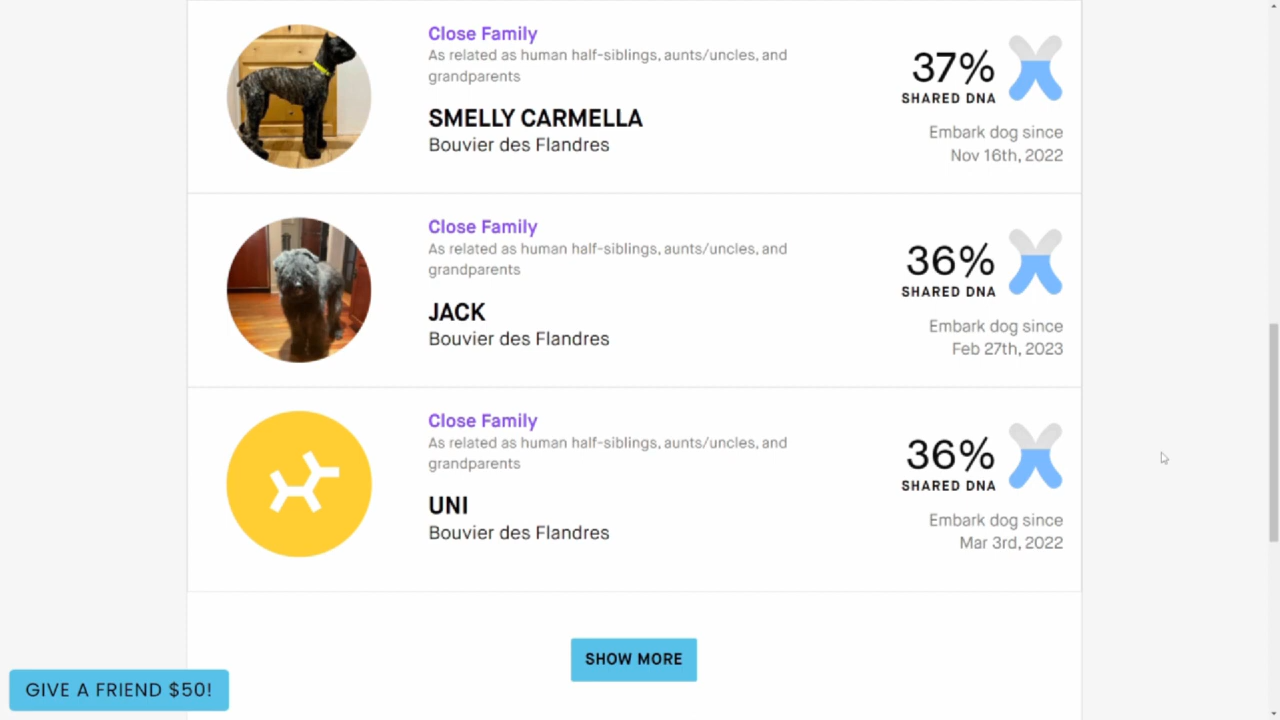 Close Family
As related as human half-siblings, aunts/uncles, and
grandparents
SMELLY CARMELLA
Bouvier des Flandres
37%
SHARED DNA
Embark dog since
Nov 16th, 2022
Close Family
As related as human half-siblings, aunts/uncles, and
grandparents
JACK
Bouvier des Flandres
36%
SHARED DNA
Embark dog since
Feb 27th, 2023
Close Family
As related as human half-siblings, aunts/uncles, and
grandparents
UNI
Bouvier des Flandres
36%
SHARED DNA
Embark dog since
Mar 3rd, 2022
SHOW MORE
GIVE A FRIEND $50!